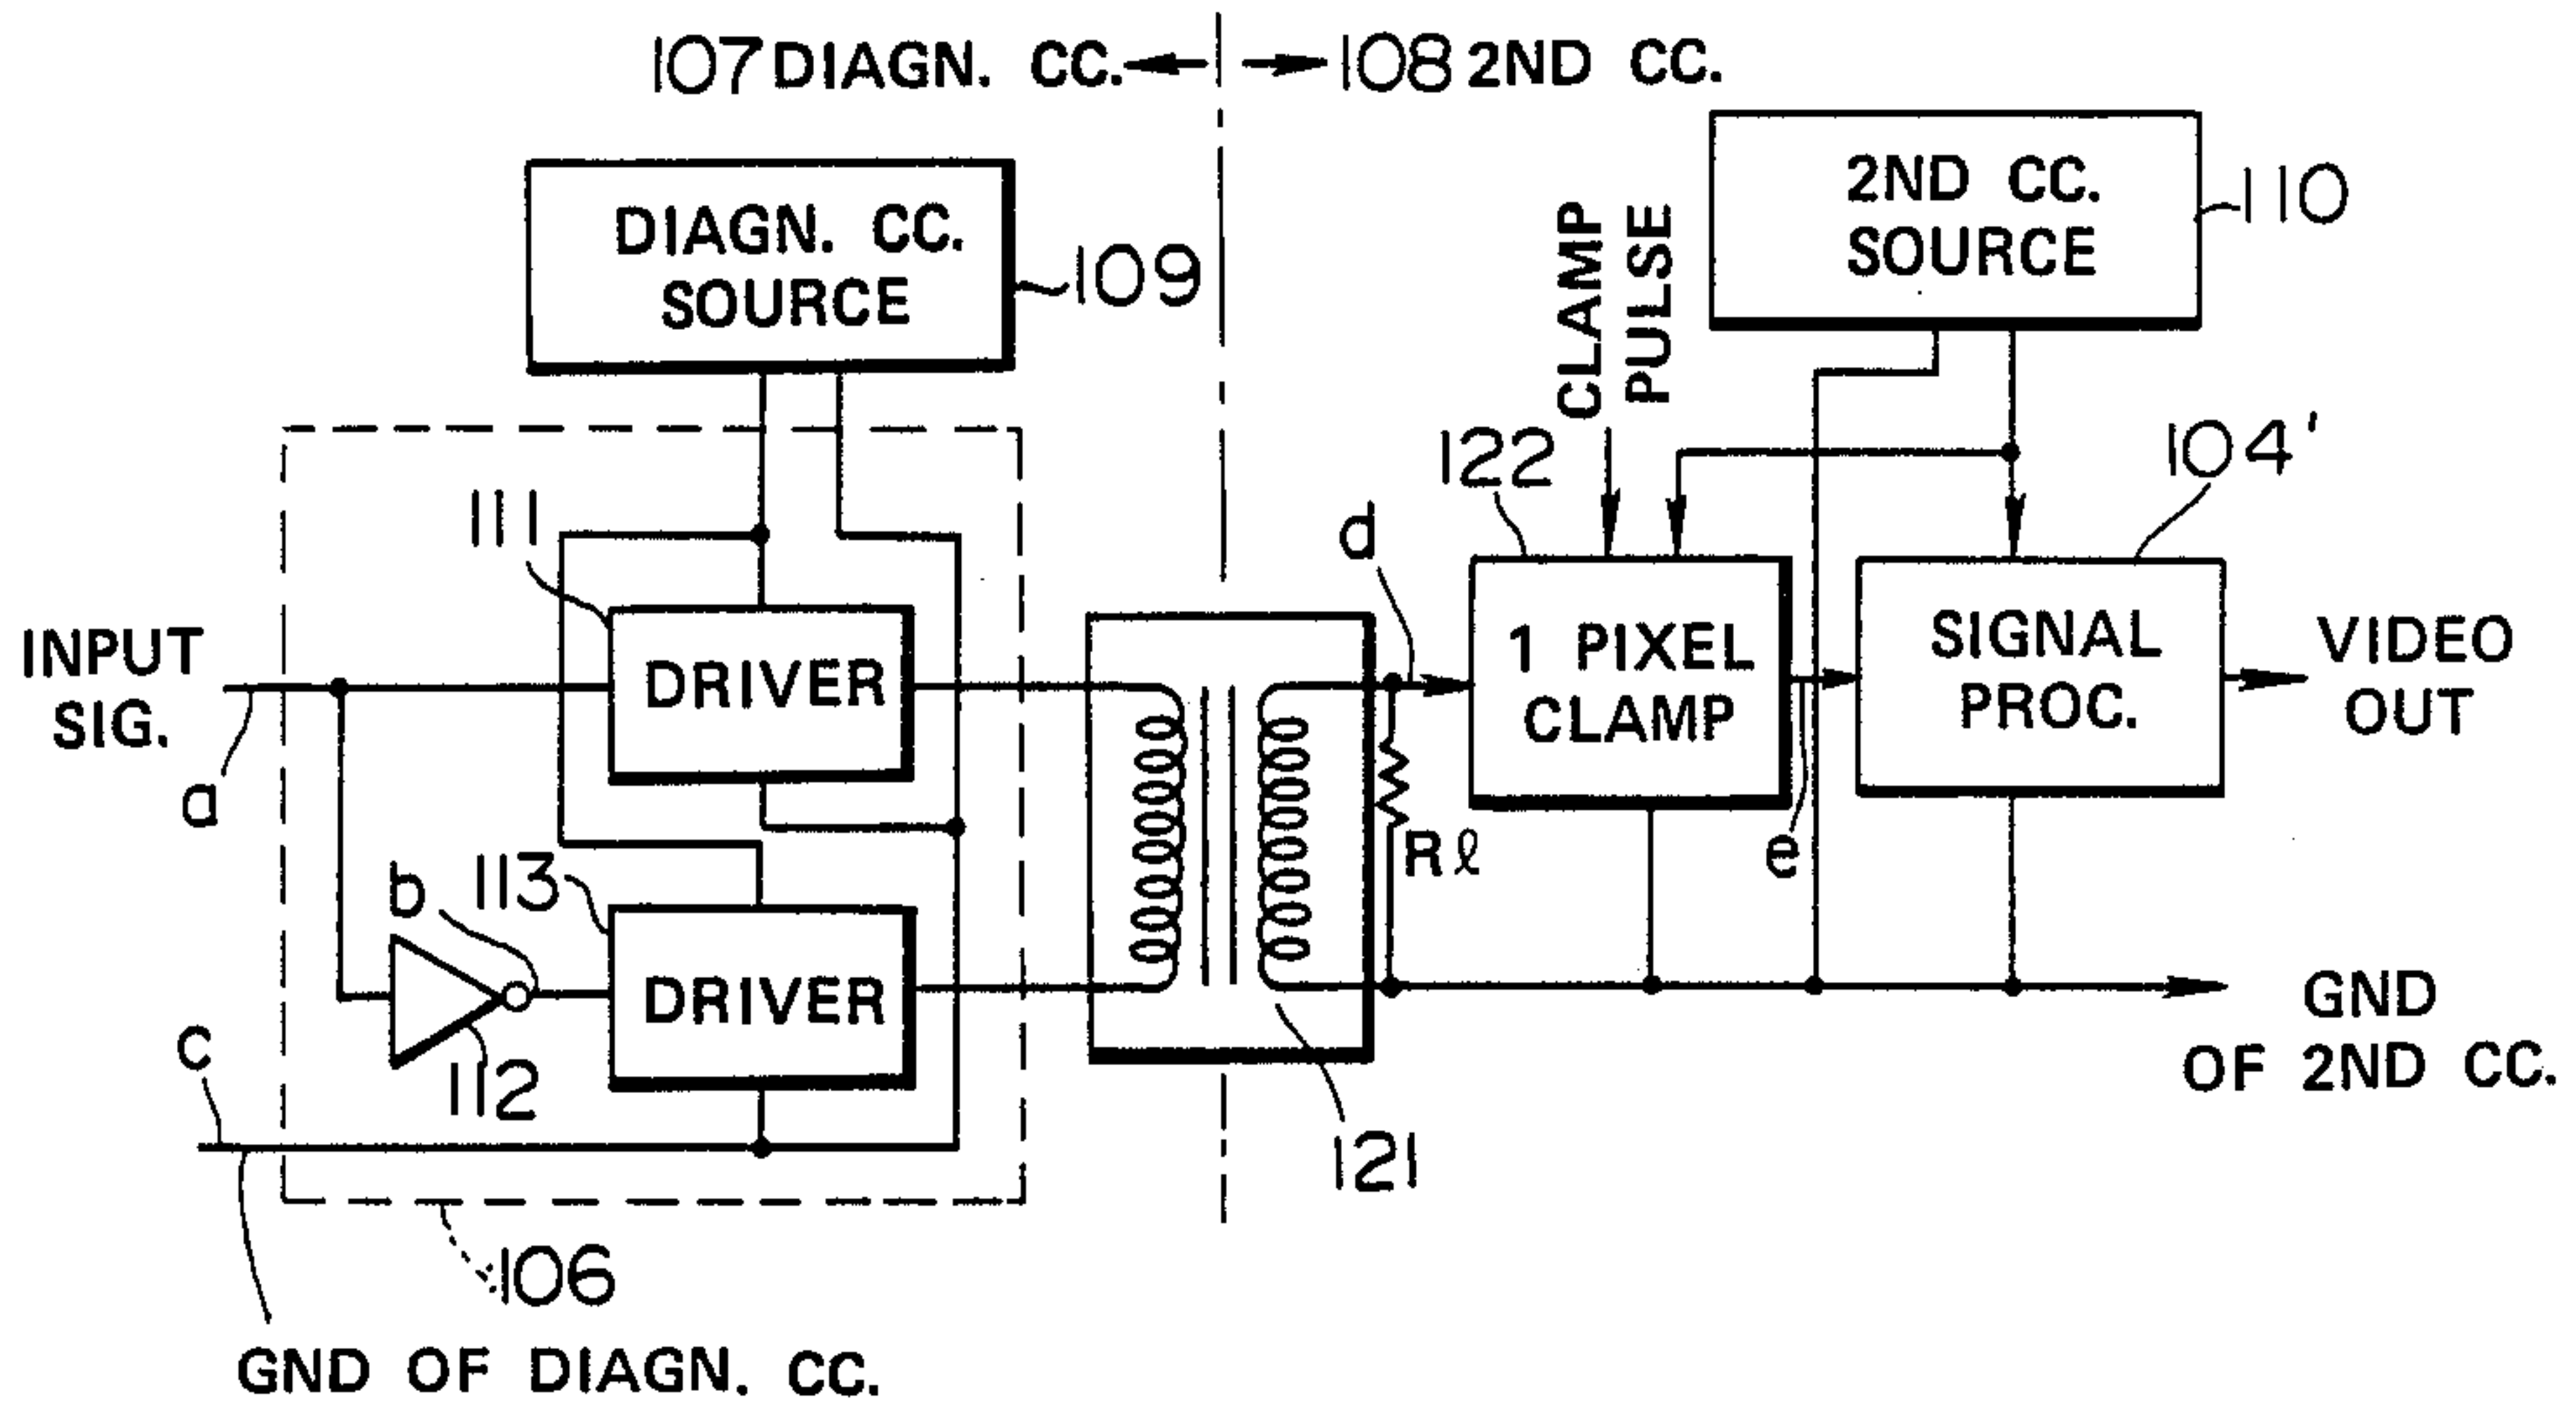 107 DIAGN. CC.
108 2ND CC.
DIAGN. CC.
SOURCE
109
2ND CC.
SOURCE
110
CLAMP
PULSE
122
104'
111
d
INPUT
SIG.
a
DRIVER
1 PIXEL
CLAMP
SIGNAL
PROC.
VIDEO
OUT
Rℓ
e
b
113
DRIVER
c
112
GND
OF 2ND CC.
121
106
GND OF DIAGN. CC.